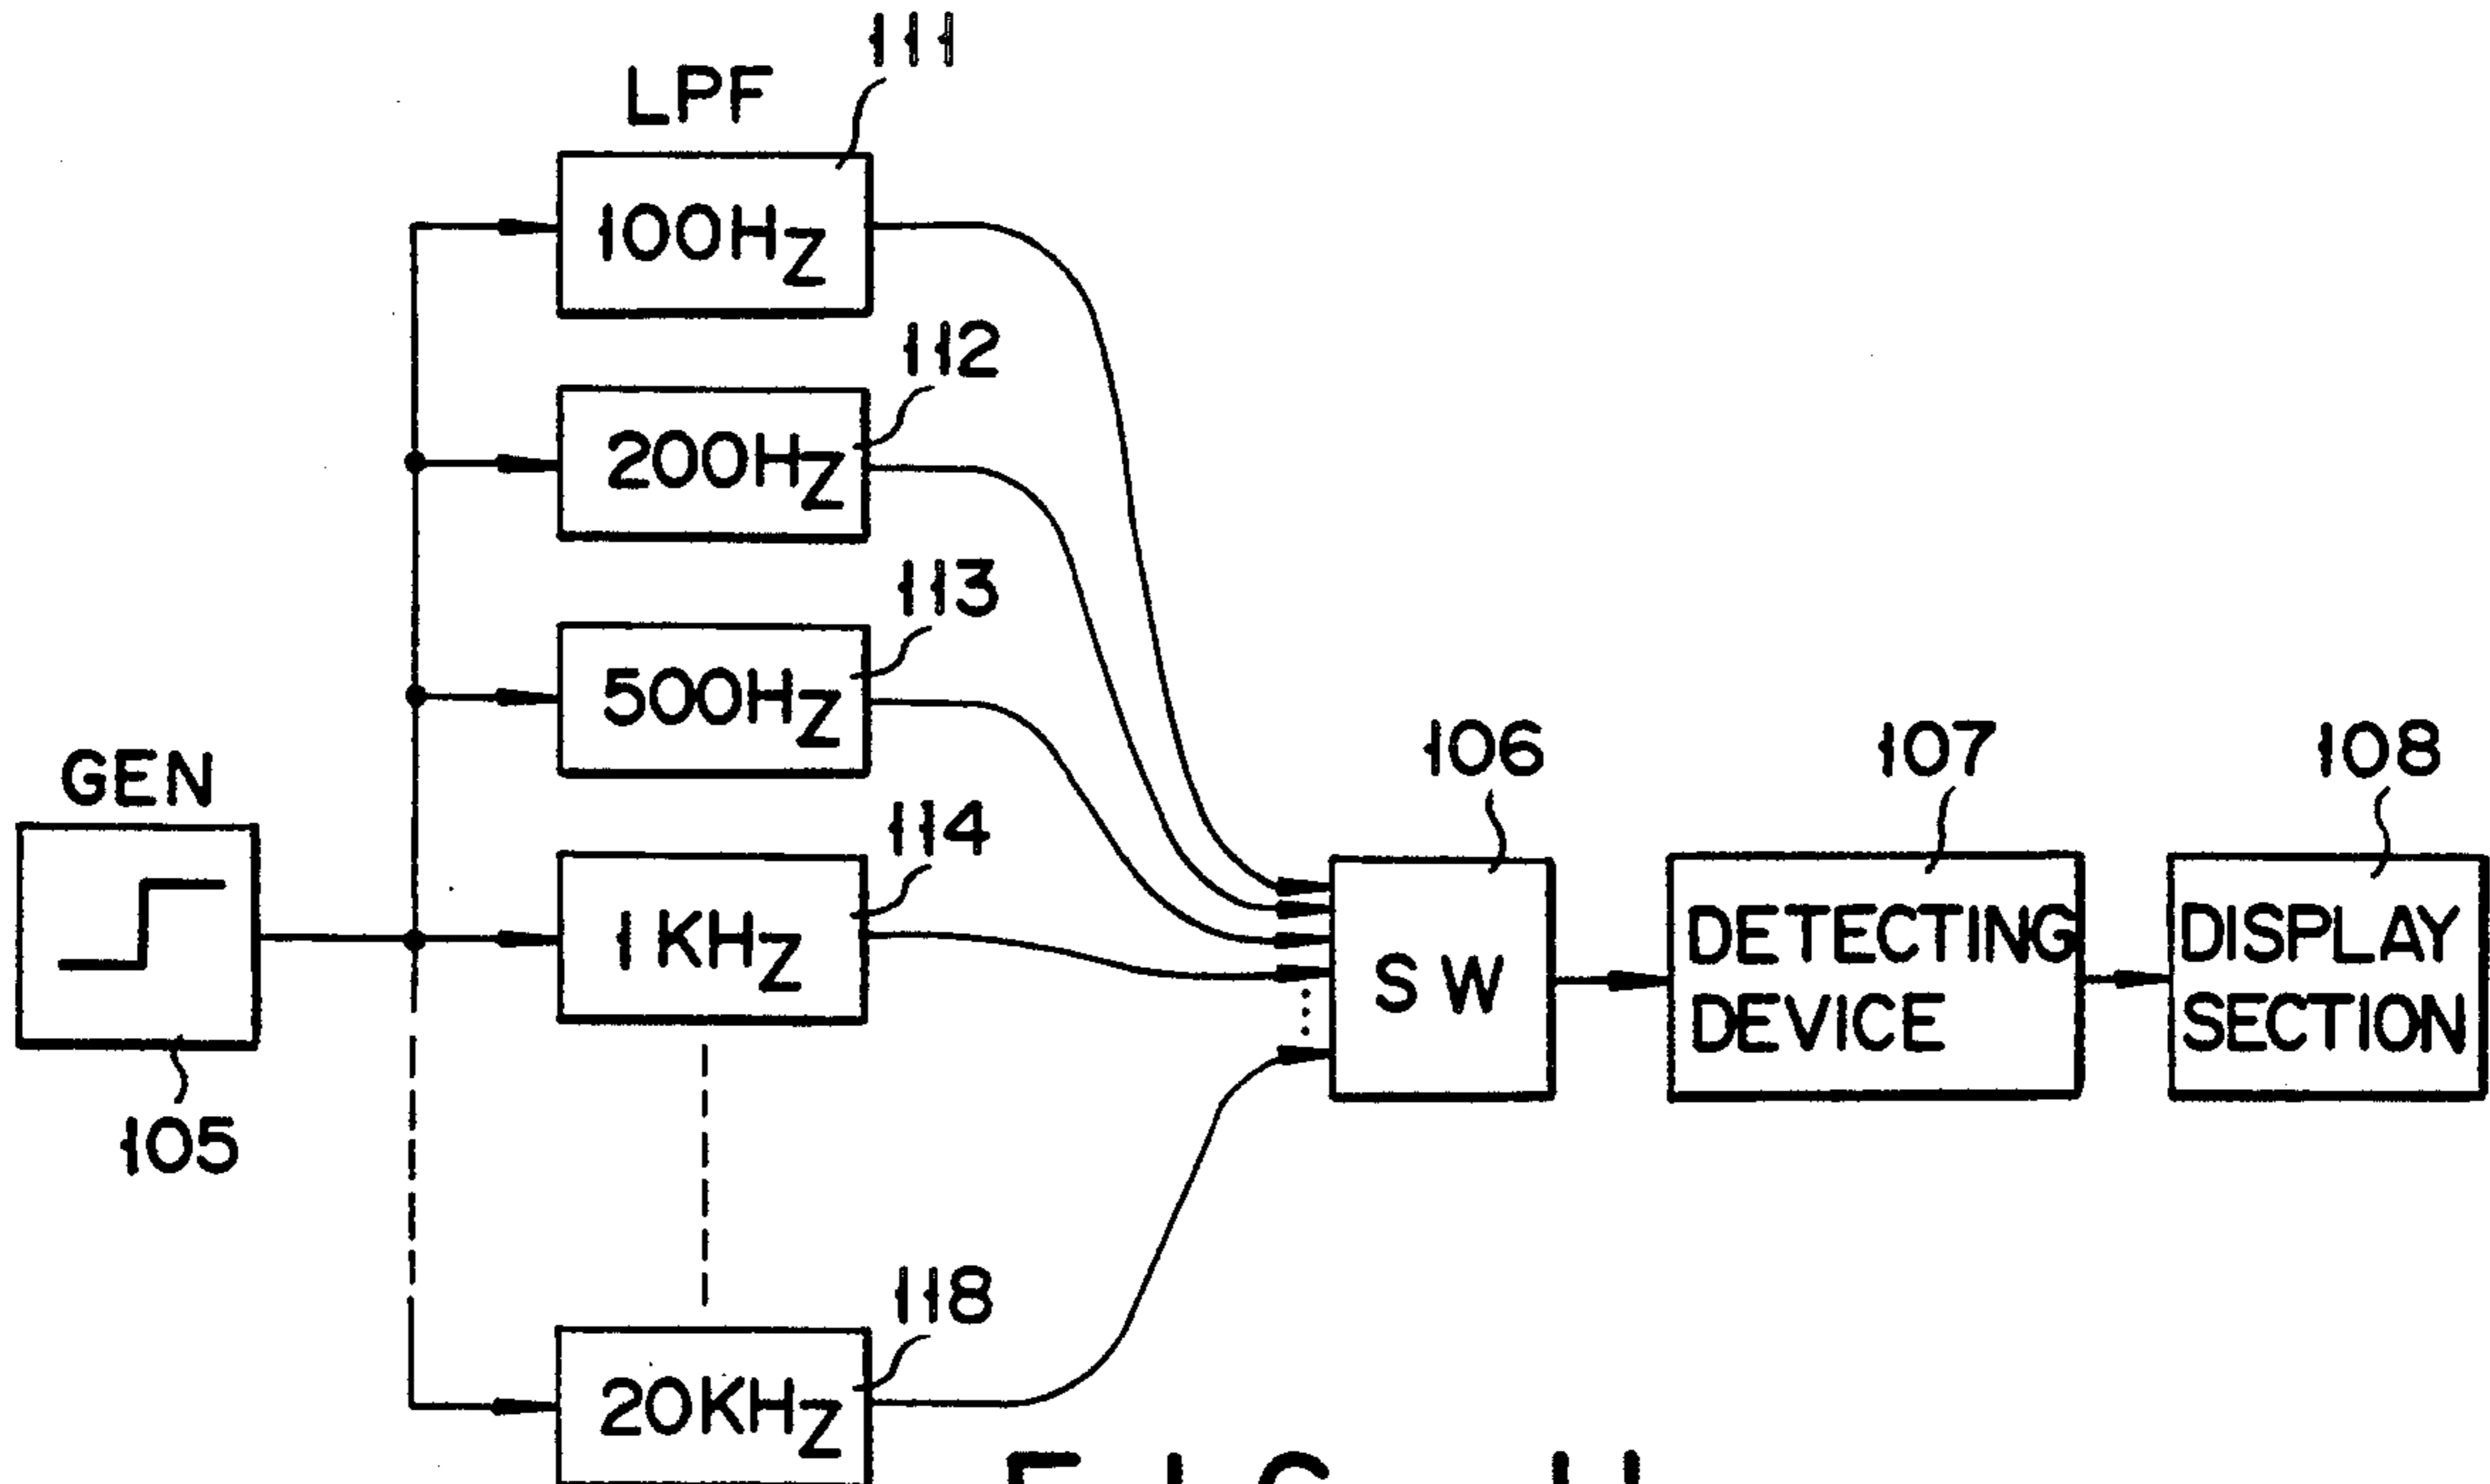 111
LPF
100Hz
112
200Hz
113
500Hz
106
107
108
GEN
114
1KHz
SW
DETECTING
DEVICE
DISPLAY
SECTION
105
118
20KHz